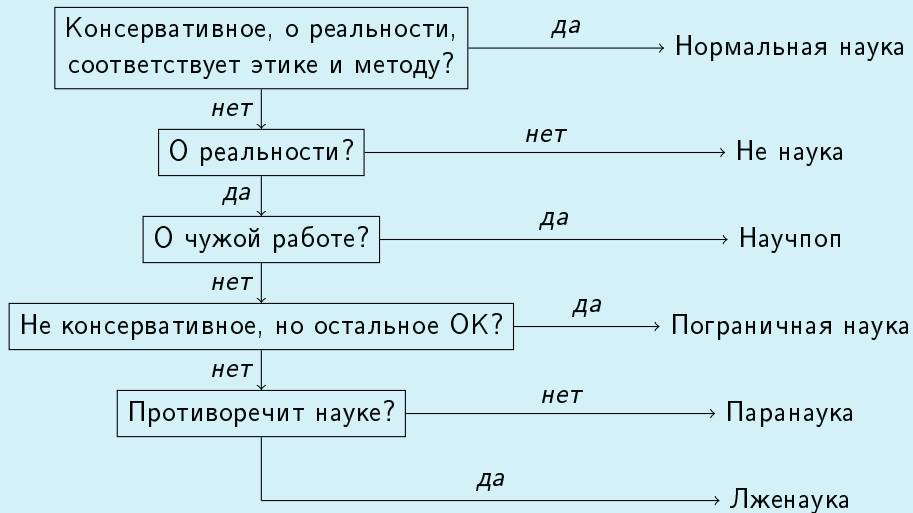 Консервативное, о реальности,
соответствует этике и методу?
да
Нормальная наука
нет
О реальности?
нет
Не наука
да
О чужой работе?
да
Научпоп
нет
Не консервативное, но остальное ОК?
да
Пограничная наука
нет
Противоречит науке?
нет
Паранаука
да
Лженаука